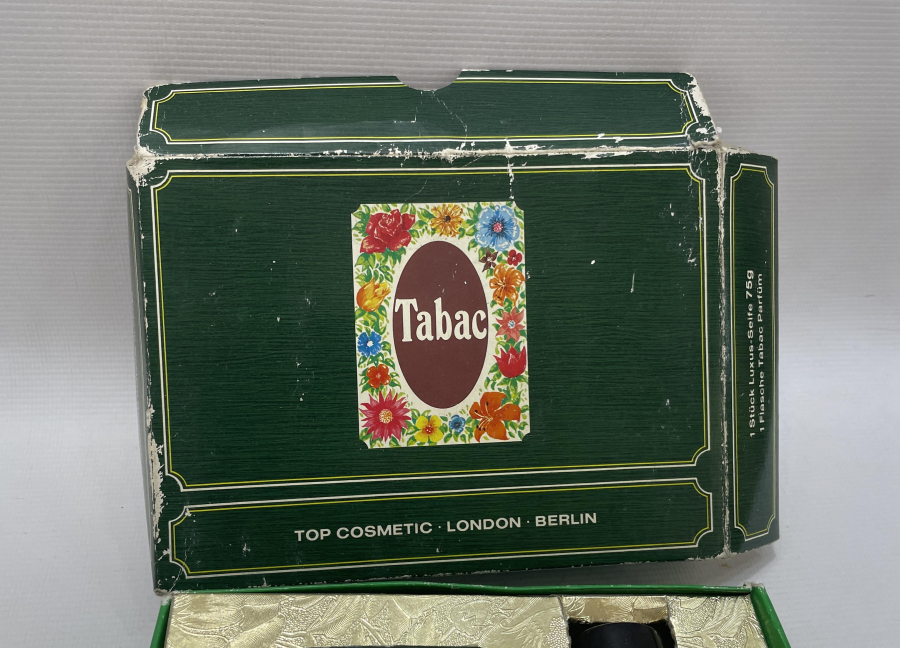 Tabac
TOP COSMETIC · LONDON · BERLIN
1 Stück Luxus-Seife 75g
1 Flasche Tabac Parfüm